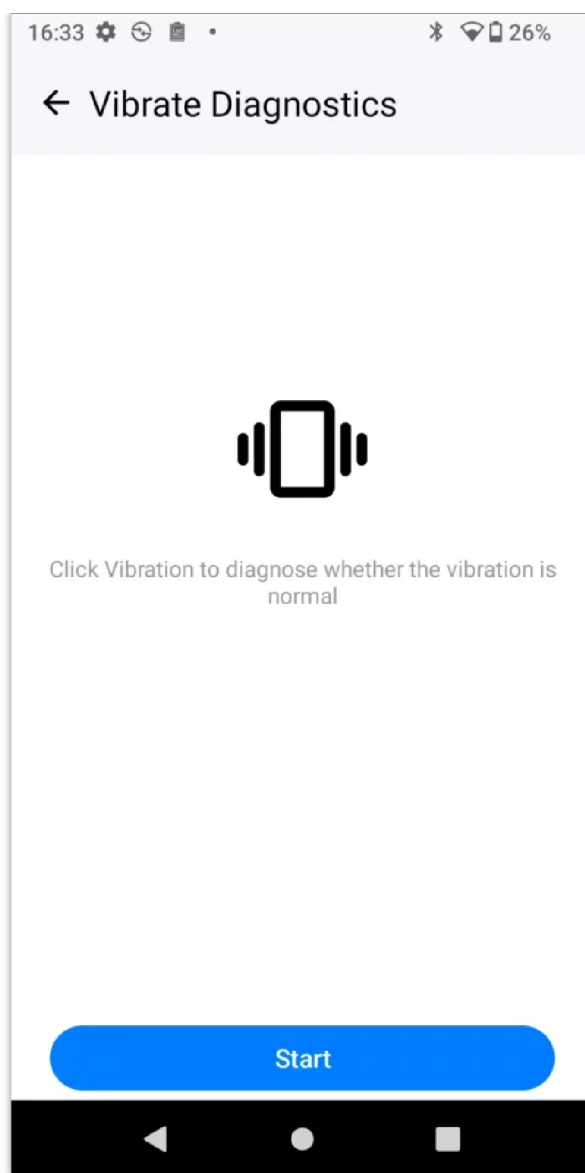 16:33
26%
Vibrate Diagnostics
Click Vibration to diagnose whether the vibration is
normal
Start